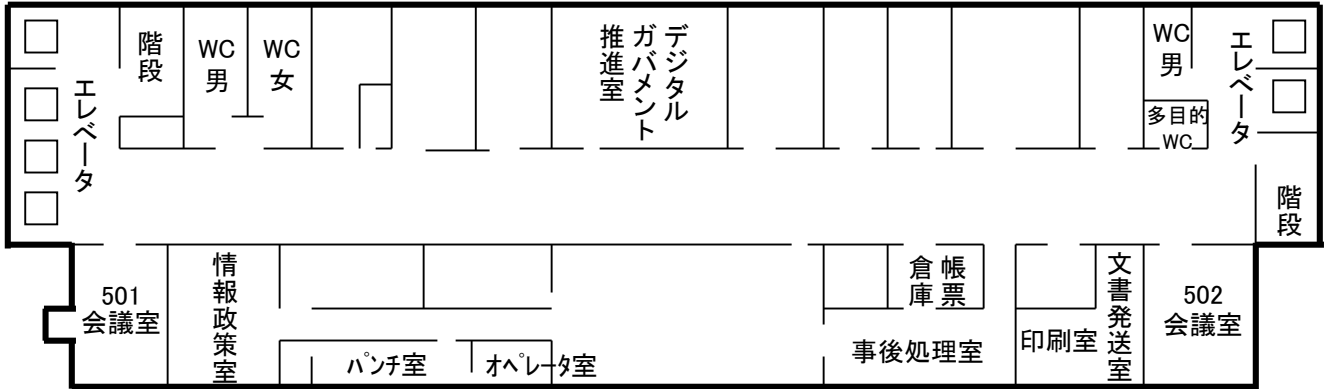 エレベータ
階段
WC
男
WC
女
デジタル
ガバメント
推進室
WC
男
多目的
WC
エレベータ
階段
501
会議室
情報政策室
パンチ室
オペレータ室
帳票
倉庫
事後処理室
印刷室
文書発送室
502
会議室